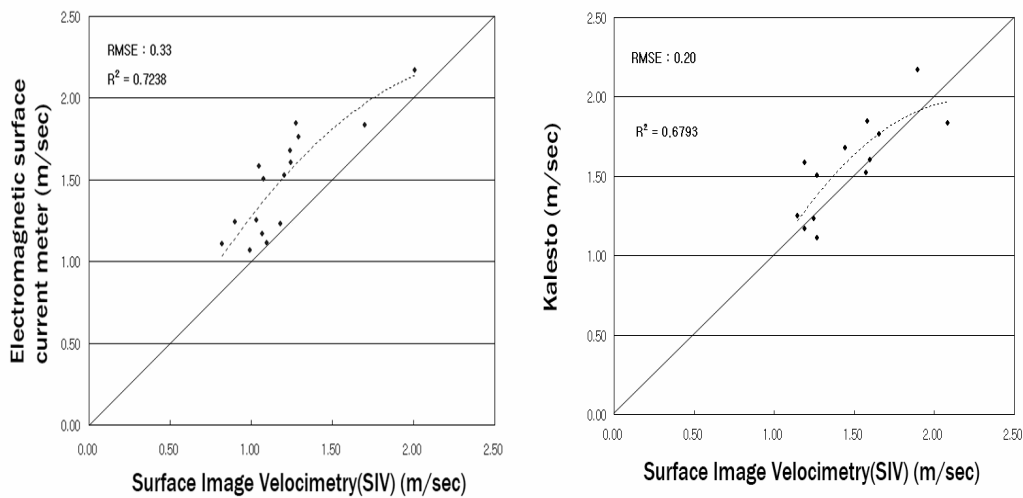 2.50
2.00
1.50
1.00
0.50
0.00
RMSE : 0.33
R² = 0.7238
Electromagnetic surface
current meter (m/sec)
0.00 0.50 1.00 1.50 2.00 2.50
Surface Image Velocimetry(SIV) (m/sec)
2.50
2.00
1.50
1.00
0.50
0.00
RMSE : 0.20
R² = 0,6793
Kalesto (m/sec)
0.00 0.50 1.00 1.50 2.00 2.50
Surface Image Velocimetry(SIV) (m/sec)